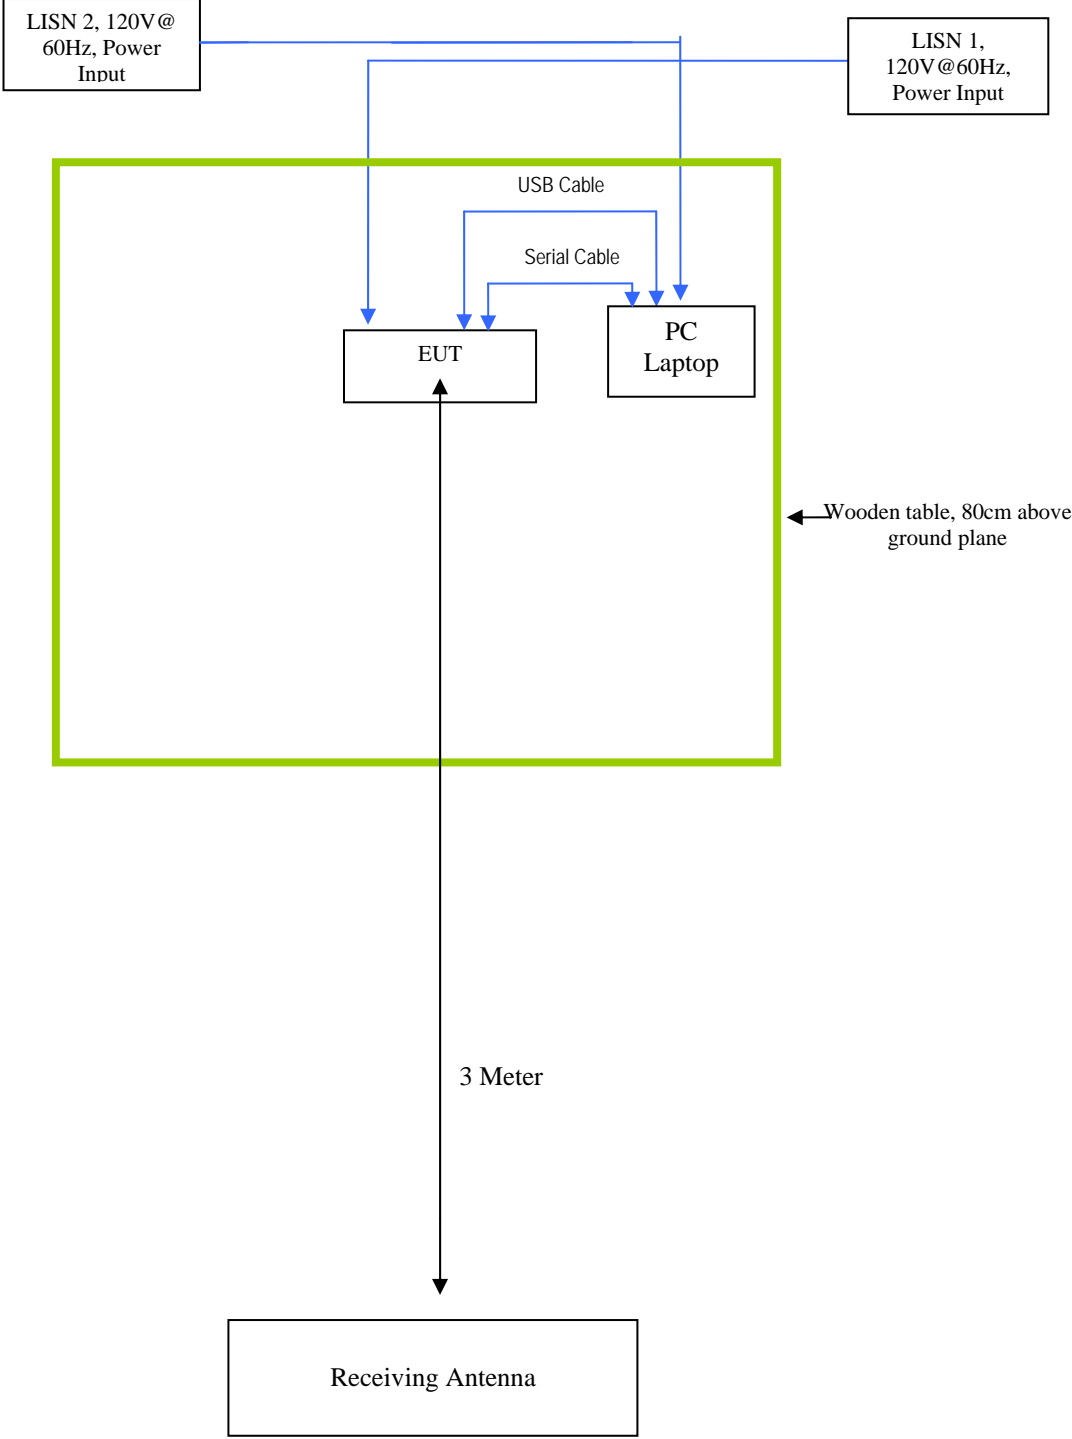 LISN 2, 120V@
60Hz, Power
Input
LISN 1,
120V@60Hz,
Power Input
USB Cable
Serial Cable
EUT
PC
Laptop
Wooden table, 80cm above
ground plane
3 Meter
Receiving Antenna